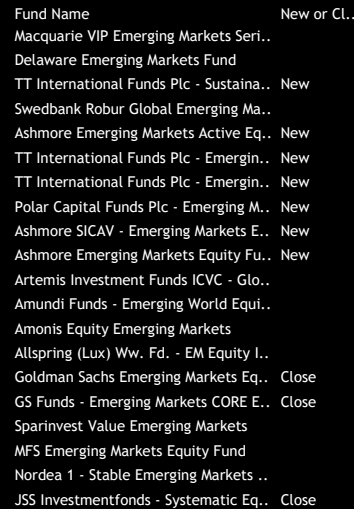 Fund Name New or Cl..
Macquarie VIP Emerging Markets Seri..
Delaware Emerging Markets Fund
TT International Funds Plc - Sustaina.. New
Swedbank Robur Global Emerging Ma..
Ashmore Emerging Markets Active Eq.. New
TT International Funds Plc - Emergin.. New
TT International Funds Plc - Emergin.. New
Polar Capital Funds Plc - Emerging M.. New
Ashmore SICAV - Emerging Markets E.. New
Ashmore Emerging Markets Equity Fu.. New
Artemis Investment Funds ICVC - Glo..
Amundi Funds - Emerging World Equi..
Amonis Equity Emerging Markets
Allspring (Lux) Ww. Fd. - EM Equity I..
Goldman Sachs Emerging Markets Eq.. Close
GS Funds - Emerging Markets CORE E.. Close
Sparinvest Value Emerging Markets
MFS Emerging Markets Equity Fund
Nordea 1 - Stable Emerging Markets ..
JSS Investmentfonds - Systematic Eq.. Close